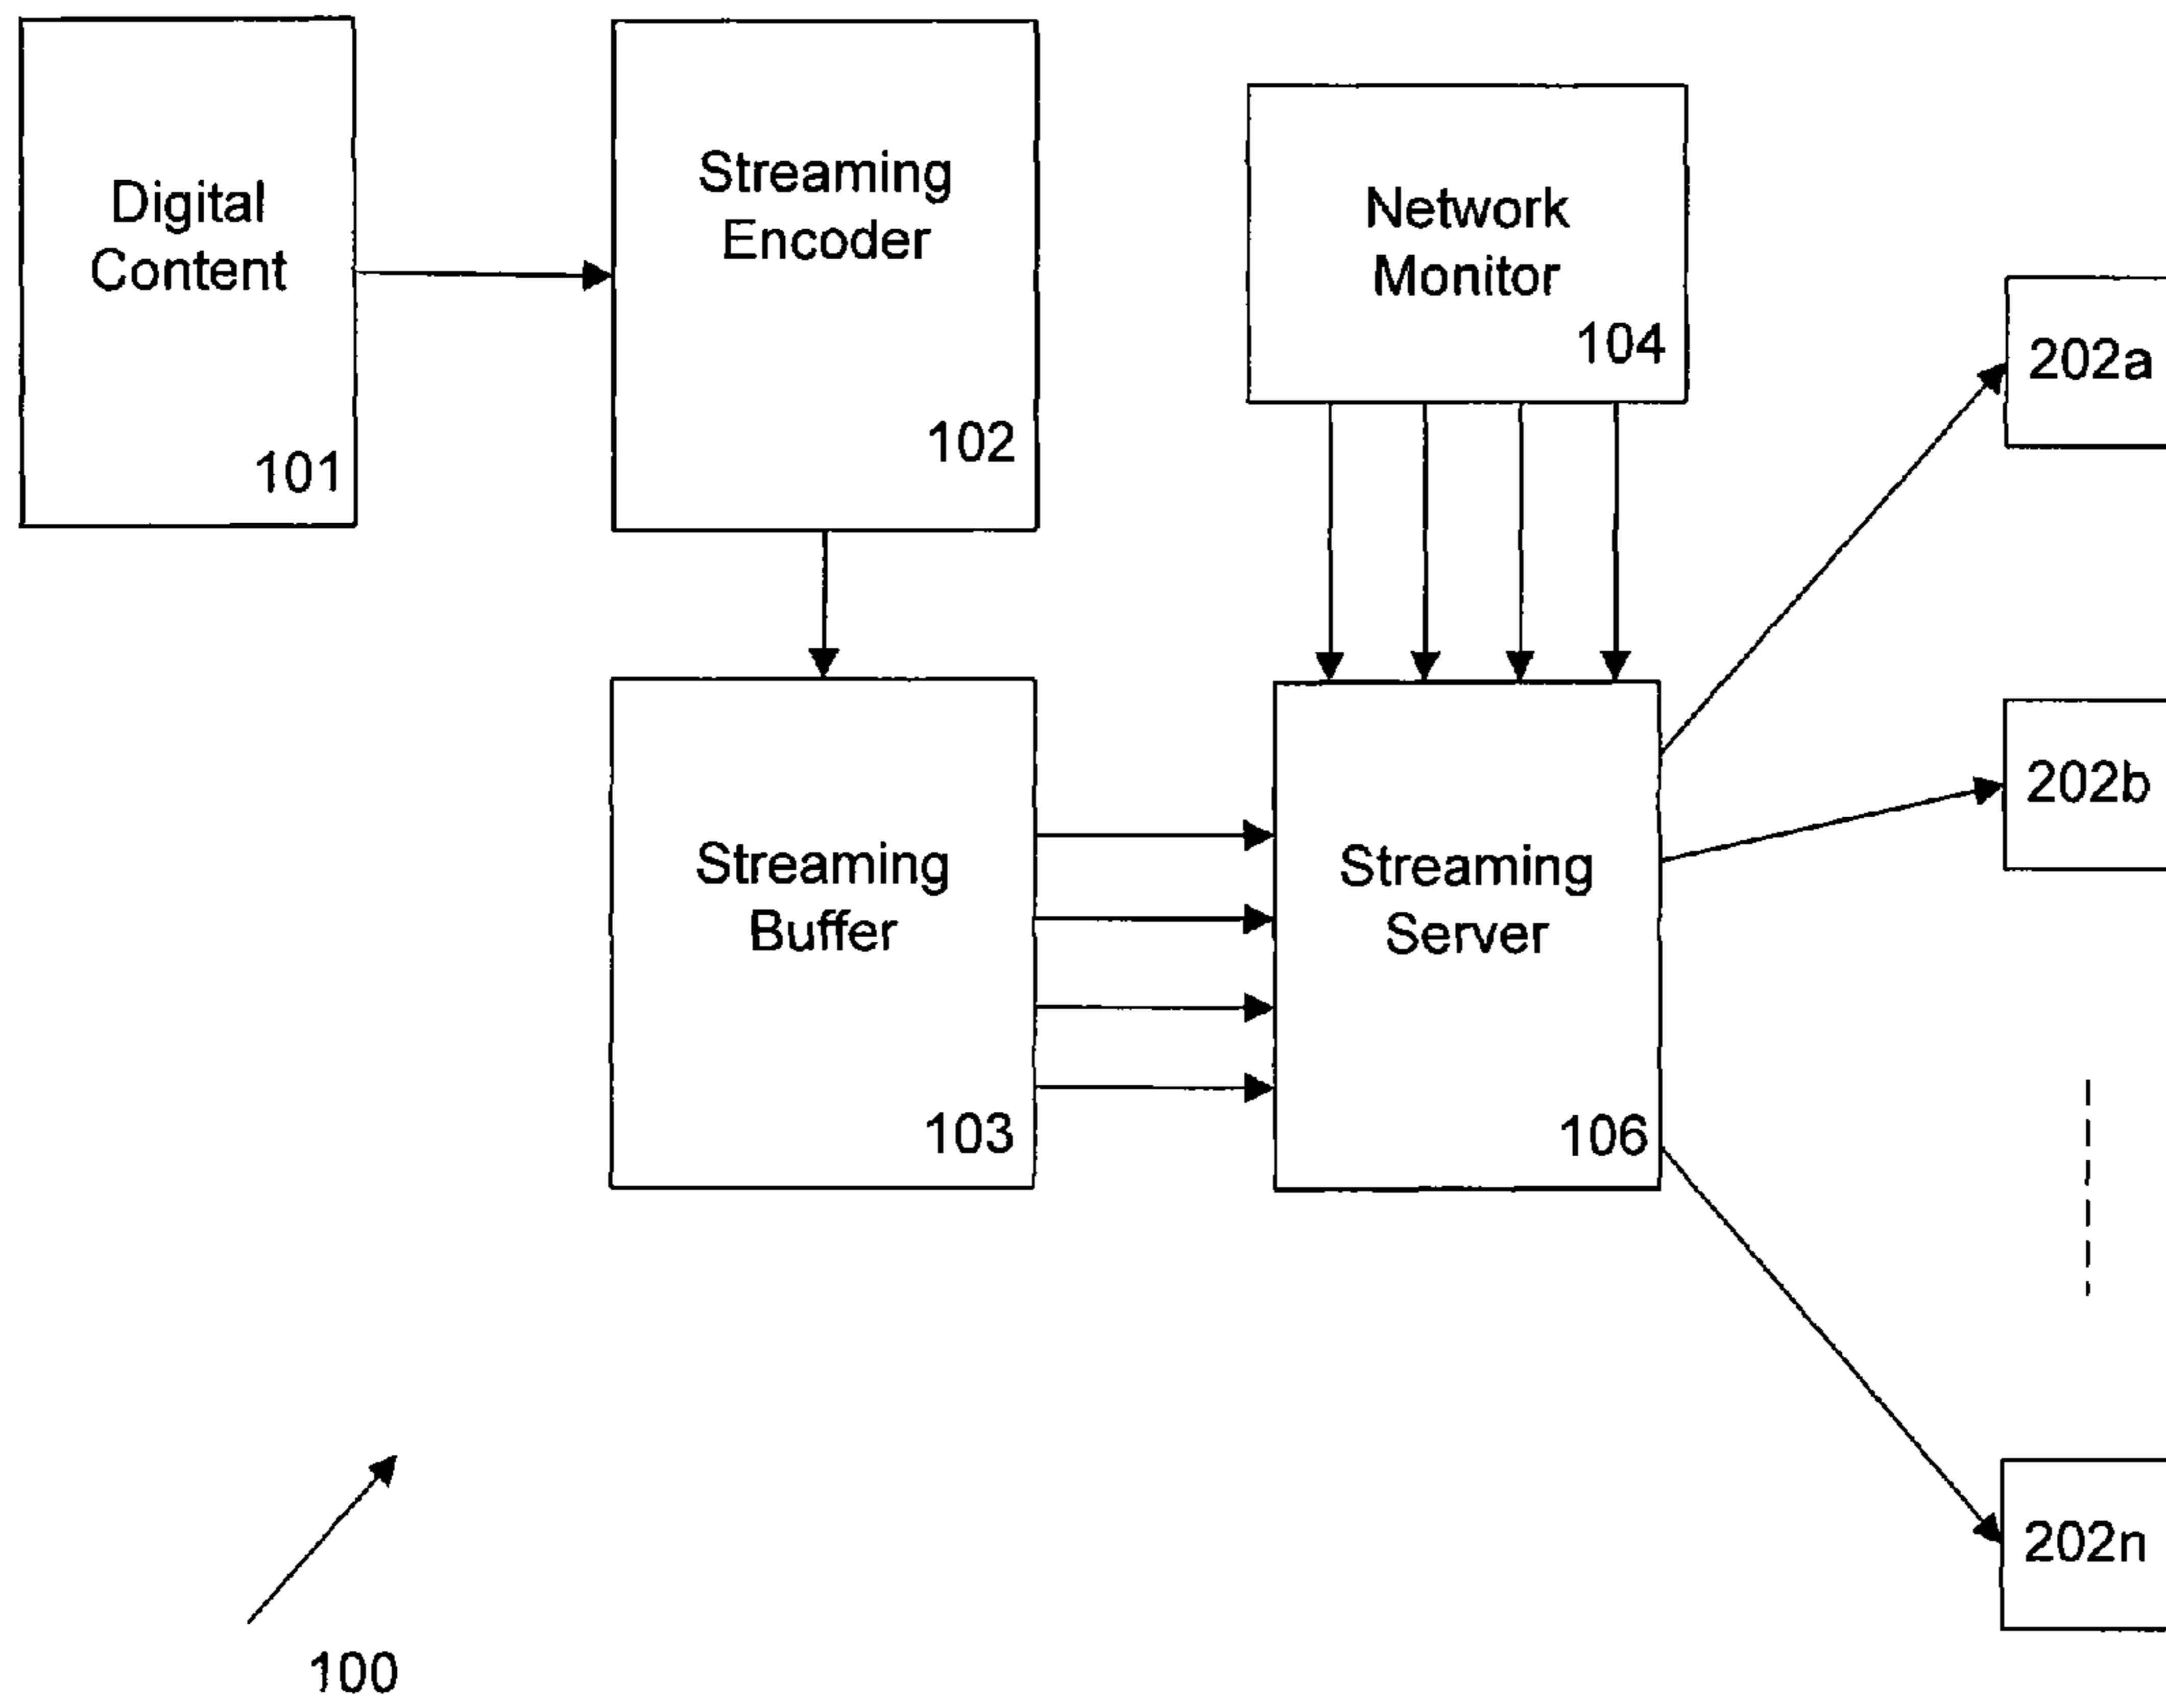 Digital
Content
101
Streaming
Encoder
102
Network
Monitor
104
202a
202b
Streaming
Buffer
103
Streaming
Server
106
202n
100